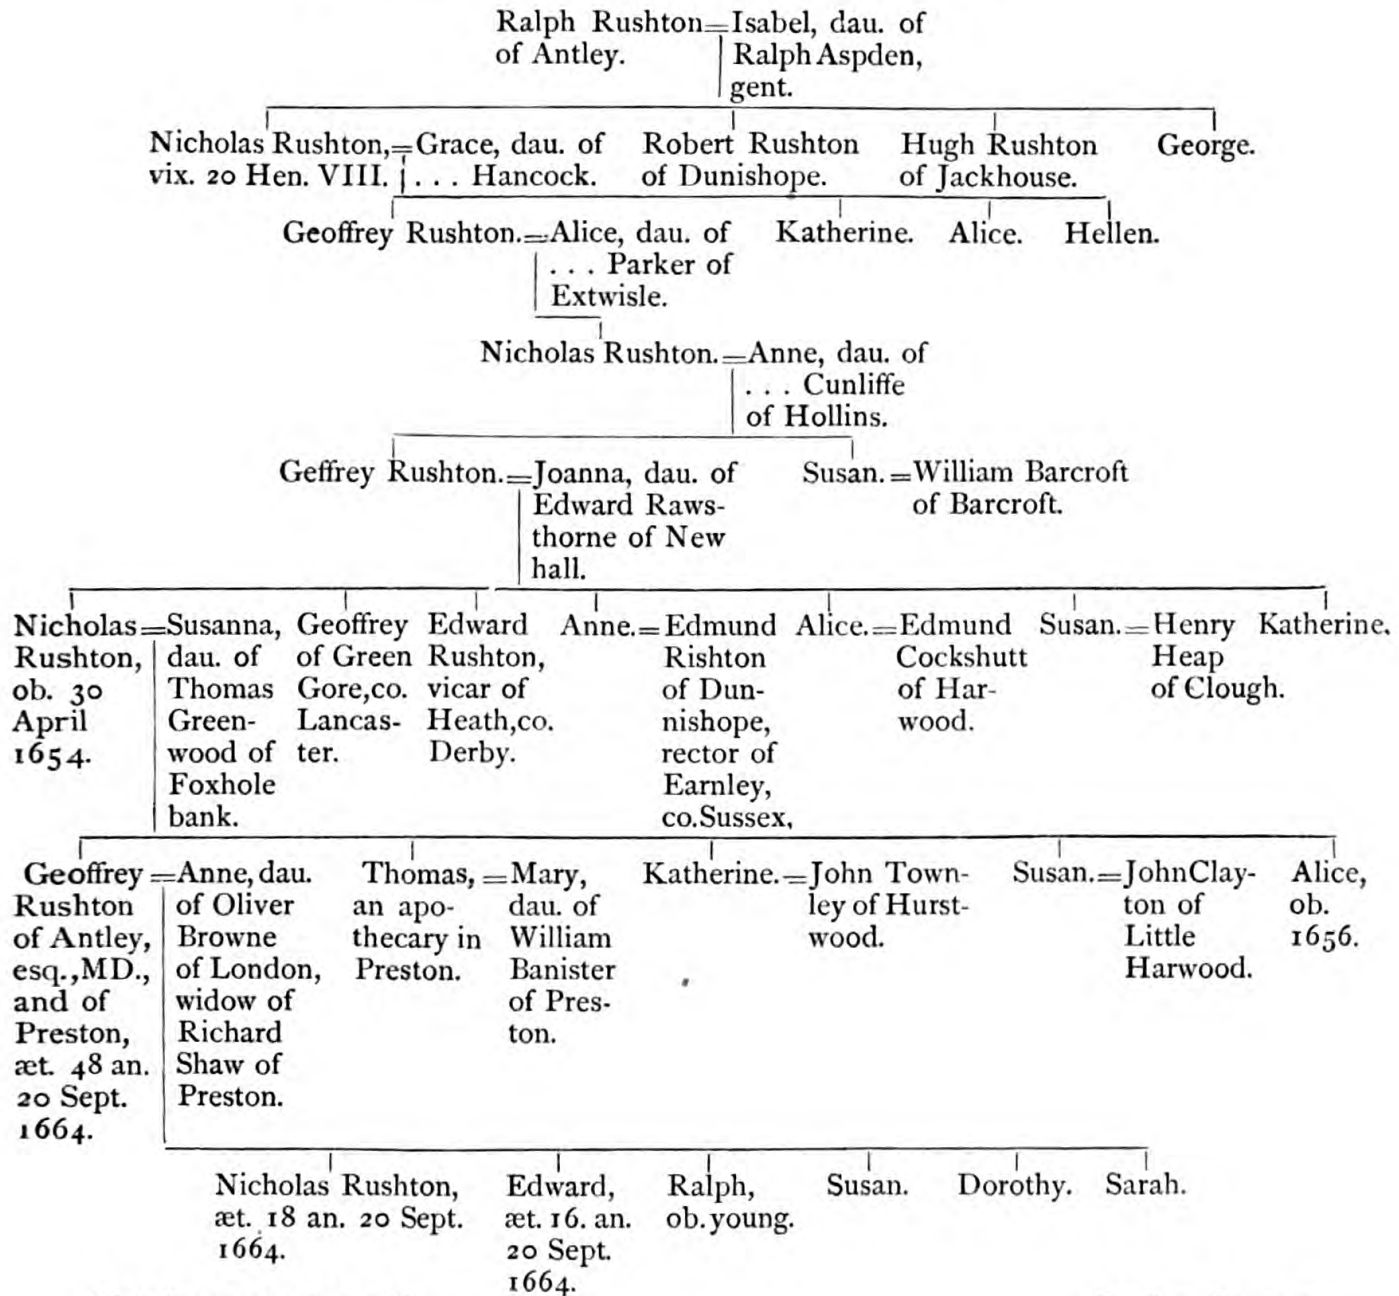 Ralph Rushton=Isabel, dau. of
of Antley. Ralph Aspden,
gent.
Nicholas Rushton,=Grace, dau. of Robert Rushton Hugh Rushton George.
vix. 20 Hen. VIII. . . . Hancock. of Dunishope. of Jackhouse.
Geoffrey Rushton.=Alice, dau. of Katherine. Alice. Hellen.
. . . Parker of
Extwisle.
Nicholas Rushton.=Anne, dau. of
. . . Cunliffe
of Hollins.
Geffrey Rushton.=Joanna, dau. of Susan.=William Barcroft
Edward Raws- of Barcroft.
thorne of New
hall.
Nicholas=Susanna, Geoffrey Edward Anne.=Edmund Alice.=Edmund Susan.=Henry Katherine.
Rushton, dau. of of Green Rushton, Rishton Cockshutt Heap
ob. 30 Thomas Gore,co. vicar of of Dun- of Har- of Clough.
April Green- Lancas- Heath,co. nishope, wood.
1654. wood of ter. Derby. rector of
Foxhole Earnley,
bank. co.Sussex,
Geoffrey=Anne, dau. Thomas,=Mary, Katherine.=John Town- Susan.=JohnClay- Alice,
Rushton of Oliver an apo- dau. of ley of Hurst- ton of ob.
of Antley, Browne thecary in William wood. Little 1656.
esq.,MD., of London, Preston. Banister Harwood.
and of widow of of Pres-
Preston, Richard ton.
æt. 48 an. Shaw of
20 Sept. Preston.
1664.
Nicholas Rushton, Edward, Ralph, Susan. Dorothy. Sarah.
æt. 18 an. 20 Sept. æt. 16. an. ob. young.
1664. 20 Sept.
1664.